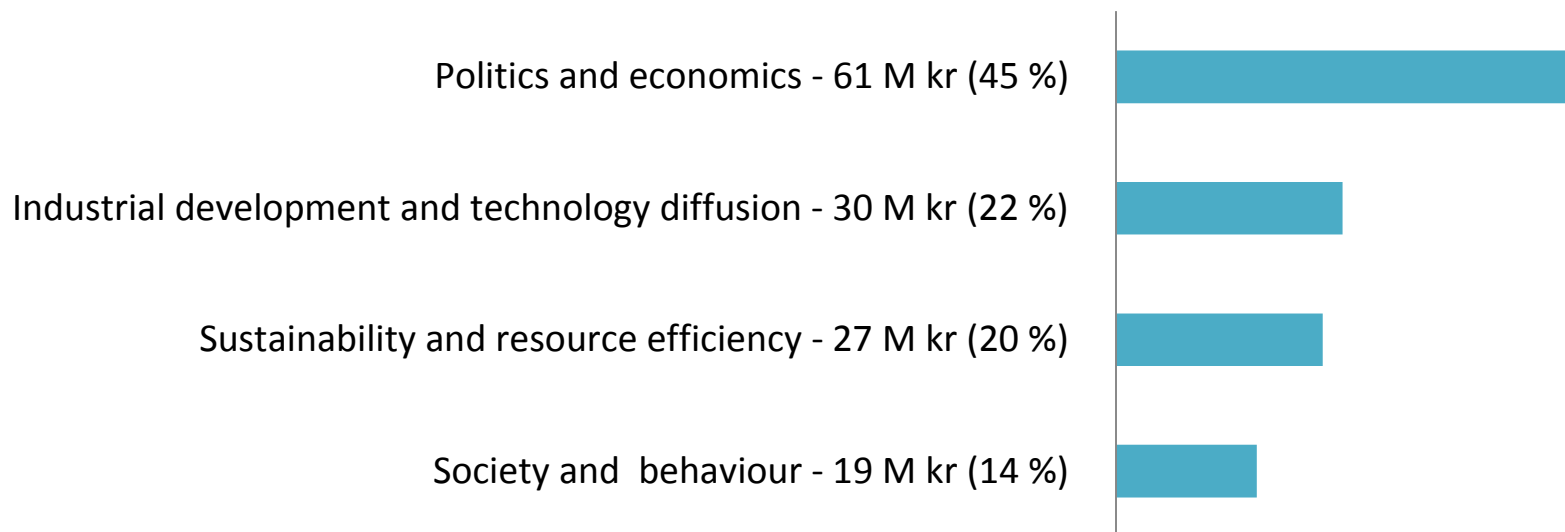 Politics and economics - 61 M kr (45 %)
Industrial development and technology diffusion - 30 M kr (22 %)
Sustainability and resource efficiency - 27 M kr (20 %)
Society and  behaviour - 19 M kr (14 %)